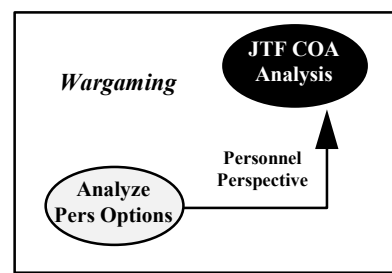 JTF COA
Analysis
Wargaming
Personnel
Perspective
Analyze
Pers Options